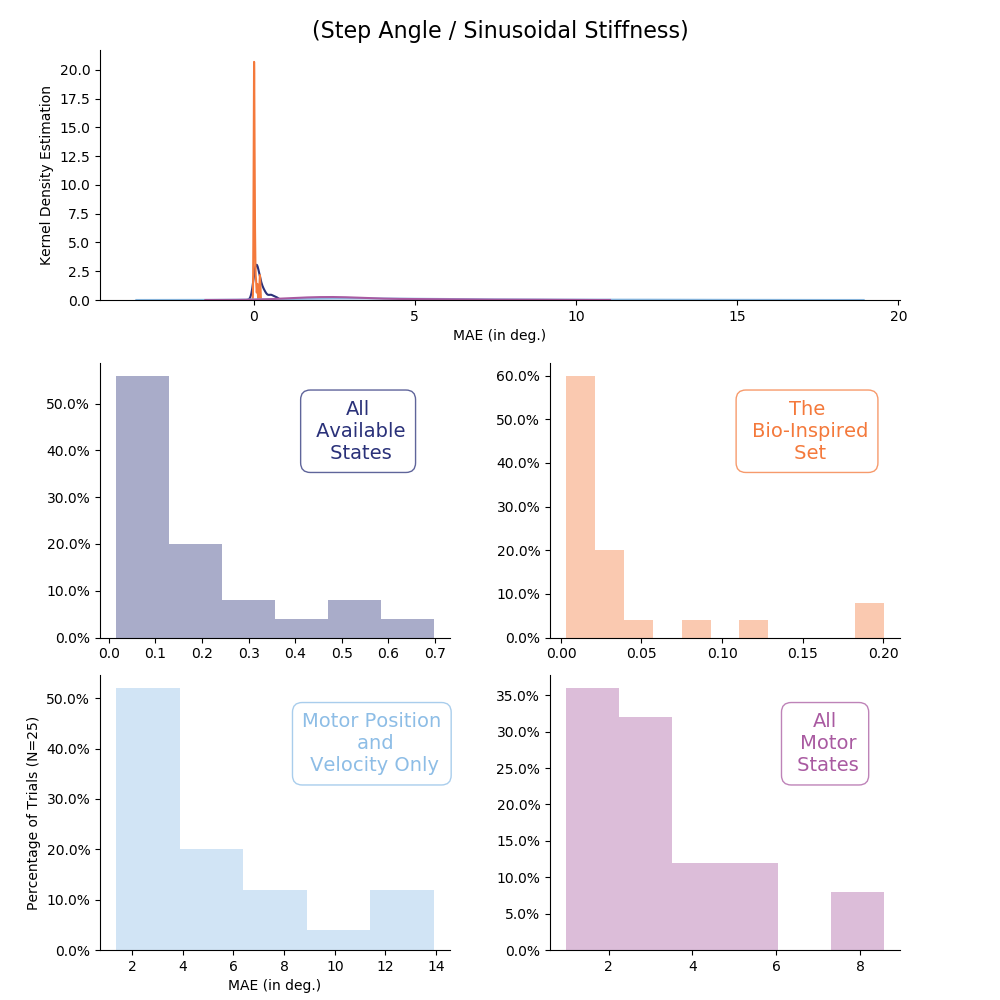 (Step Angle / Sinusoidal Stiffness)
Kernel Density Estimation
20.0
17.5
15.0
12.5
10.0
7.5
5.0
2.5
0.0
0 5 10 15 20
MAE (in deg.)
50.0%
40.0%
30.0%
20.0%
10.0%
0.0%
All
Available
States
0.0 0.1 0.2 0.3 0.4 0.5 0.6 0.7
60.0%
50.0%
40.0%
30.0%
20.0%
10.0%
0.0%
The
Bio-Inspired
Set
0.00 0.05 0.10 0.15 0.20
Percentage of Trials (N=25)
50.0%
40.0%
30.0%
20.0%
10.0%
0.0%
Motor Position
and
Velocity Only
2 4 6 8 10 12 14
MAE (in deg.)
35.0%
30.0%
25.0%
20.0%
15.0%
10.0%
5.0%
0.0%
All
Motor
States
2 4 6 8